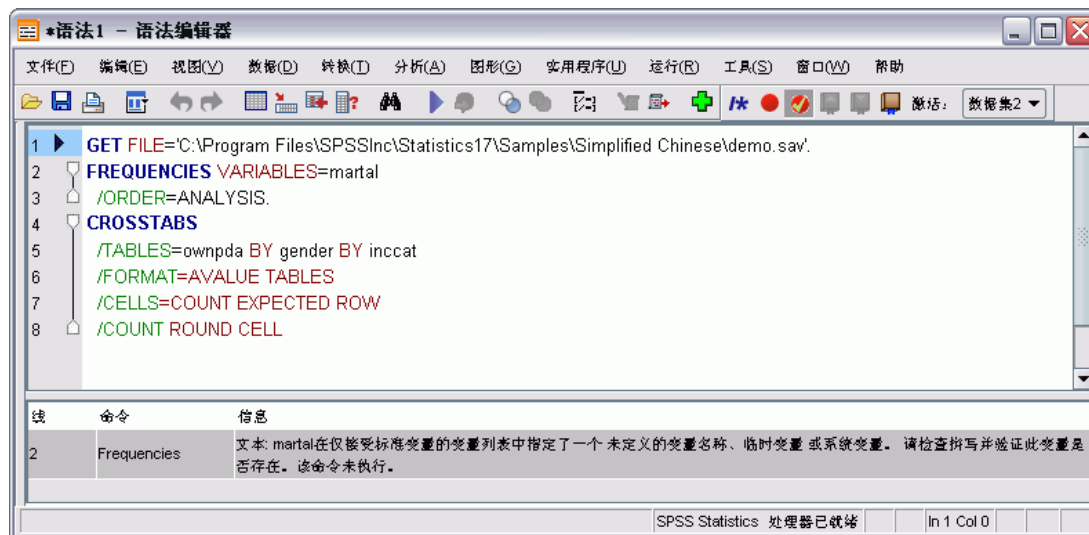 *语法1 - 语法编辑器
文件(F) 编辑(E) 视图(V) 数据(D) 转换(T) 分析(A) 图形(G) 实用程序(U) 运行(R) 工具(S) 窗口(W) 帮助
激活: 数据集2
1 GET FILE='C:\Program Files\SPSSInc\Statistics17\Samples\Simplified Chinese\demo.sav'.
2 FREQUENCIES VARIABLES=martal
3 /ORDER=ANALYSIS.
4 CROSSTABS
5 /TABLES=ownpda BY gender BY inccat
6 /FORMAT=AVALUE TABLES
7 /CELLS=COUNT EXPECTED ROW
8 /COUNT ROUND CELL
线 命令 信息
2 Frequencies 文本: martal在仅接受标准变量的变量列表中指定了一个 未定义的变量名称、临时变量 或系统变量。 请检查拼写并验证此变量是
否存在。该命令未执行。
SPSS Statistics 处理器已就绪 In 1 Col 0